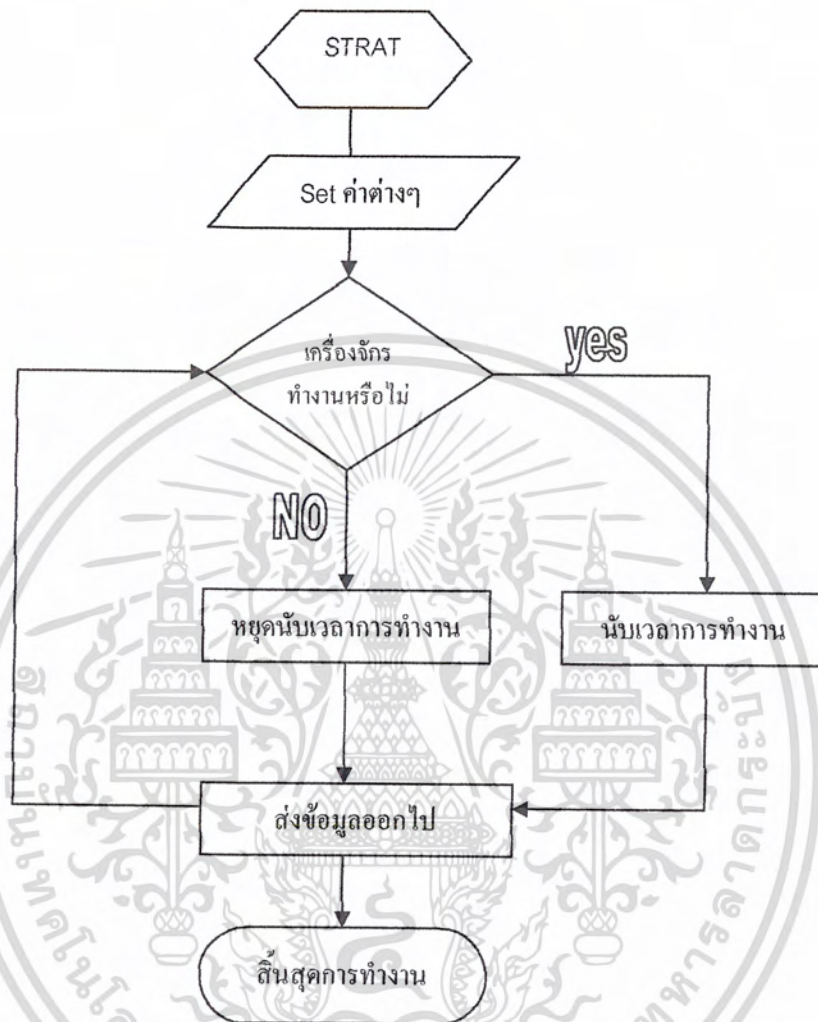 STRAT
Set ค่าต่างๆ
เครื่องจักร
ทำงานหรือไม่
yes
NO
หยุดนับเวลาการทำงาน
นับเวลาการทำงาน
ส่งข้อมูลออกไป
สิ้นสุดการทำงาน